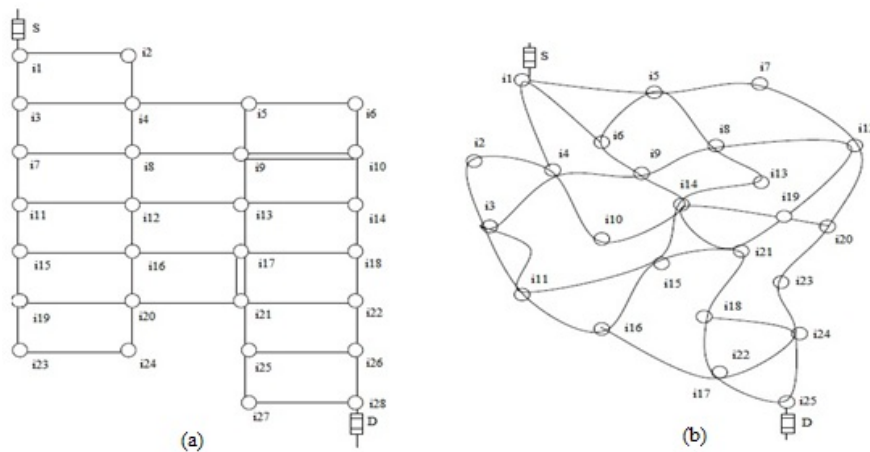 S
i1 i2
i3 i4 i5 i6
i7 i8 i9 i10
i11 i12 i13 i14
i15 i16 i17 i18
i19 i20 i21 i22
i23 i24 i25 i26
i27 i28
D
(a)
S
i1 i5 i7
i2 i4 i6 i9 i8
i3 i10 i14 i13 i19
i20
i11 i15 i21 i23
i16 i18 i24
i22
i17 i25
D
(b)